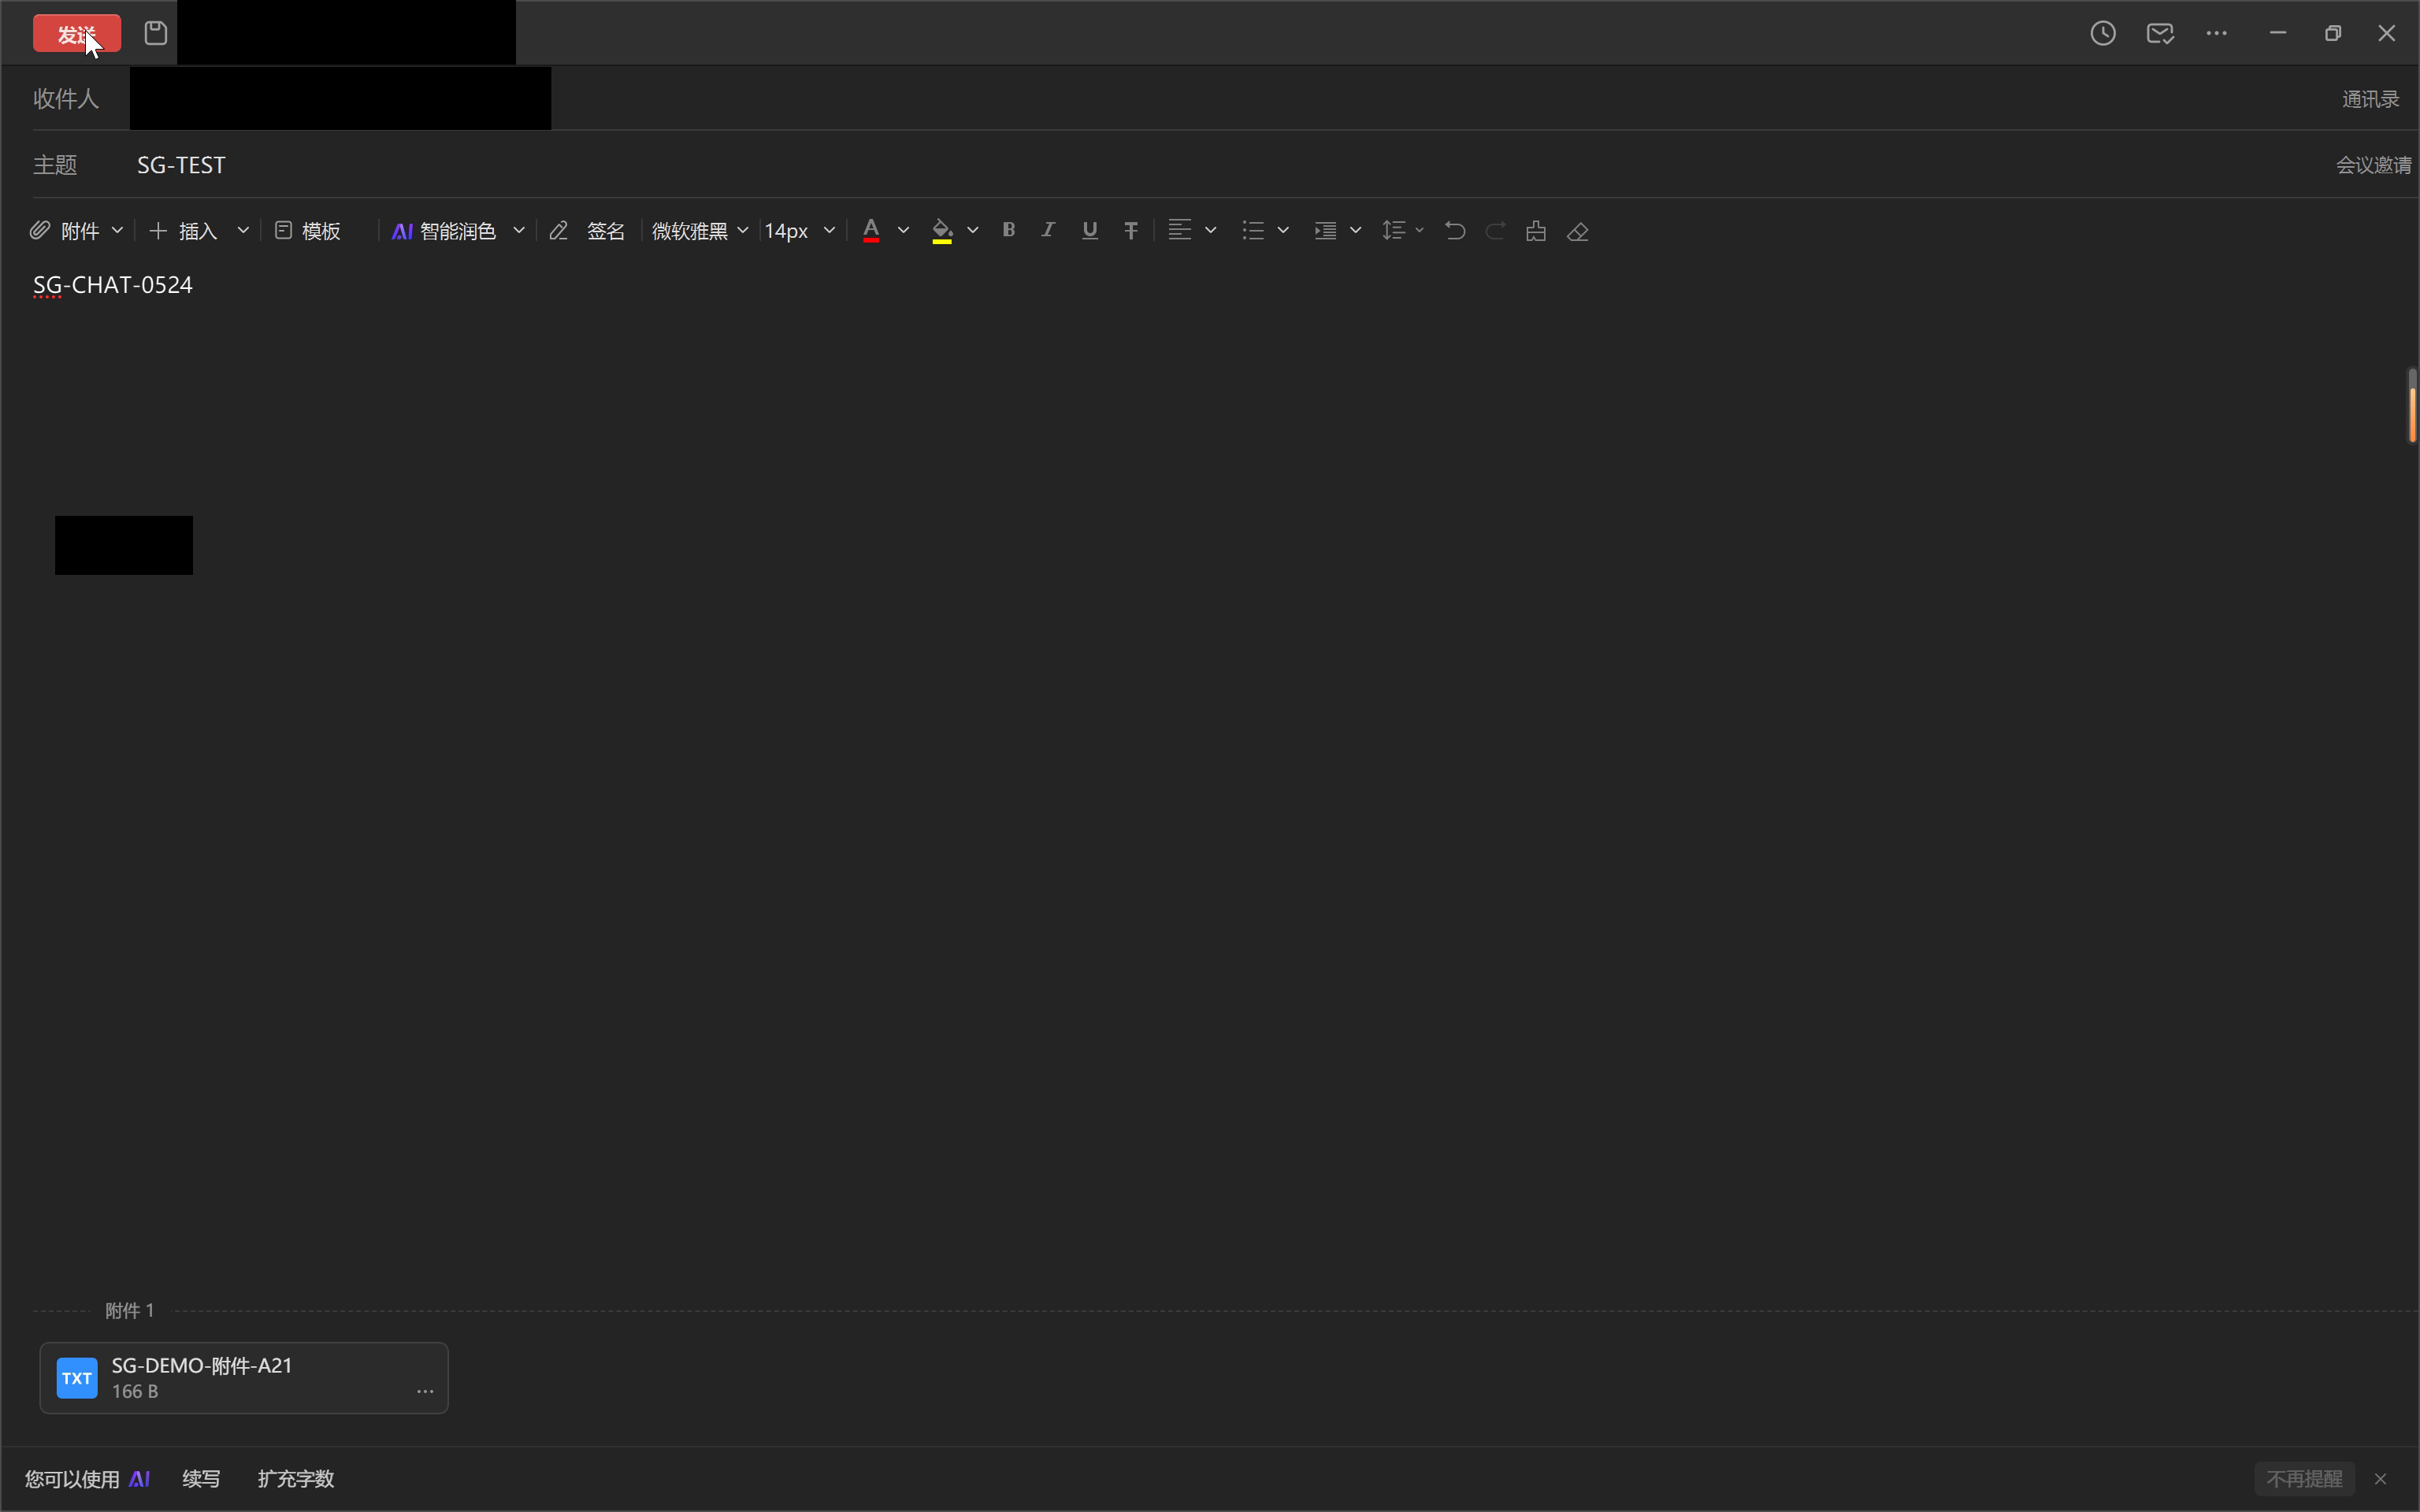 发送
收件人 通讯录
主题 SG-TEST 会议邀请
附件 插入 模板 AI 智能润色 签名 微软雅黑 14px A B I U T
SG-CHAT-0524
附件 1
TXT SG-DEMO-附件-A21
166 B
您可以使用 AI 续写 扩充字数 不再提醒